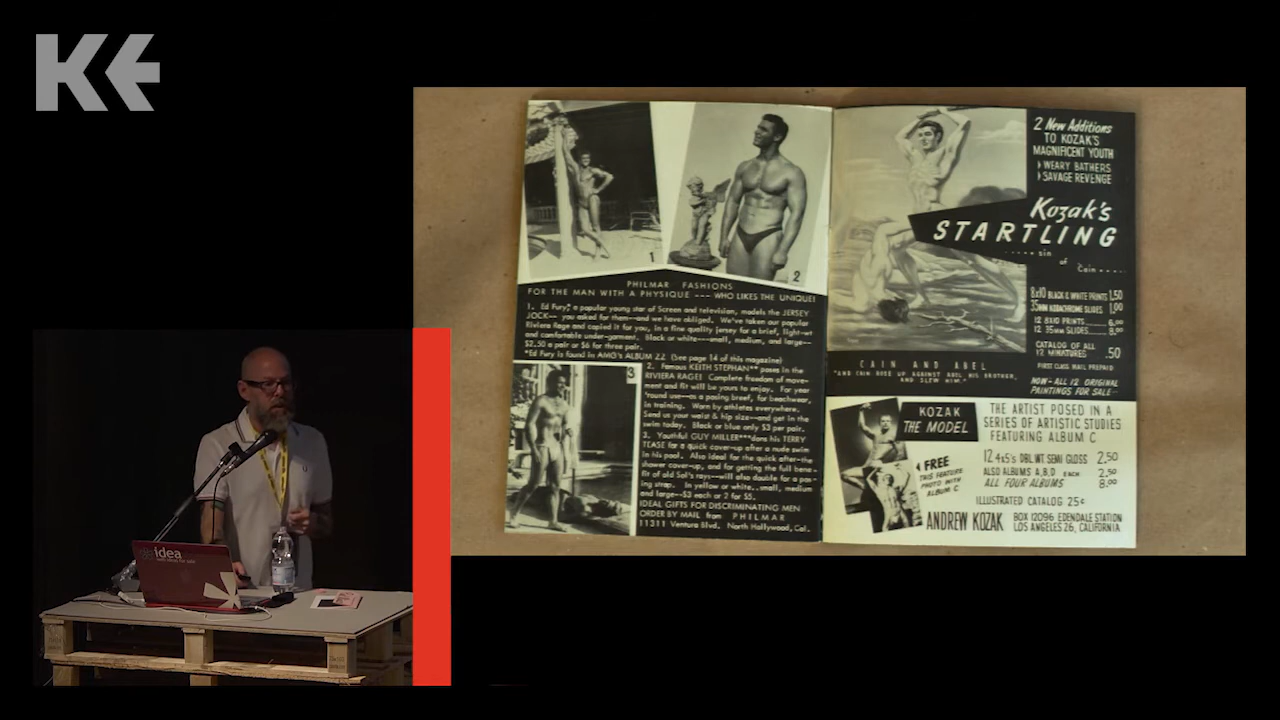 KE
1
2
PHILMAR FASHIONS
FOR THE MAN WITH A PHYSIQUE --- WHO LIKES THE UNIQUE!
1. Ed Fury,* a popular young star of Screen and television, models the JERSEY
JOCK-- you asked for them--and we have obliged. We've taken our popular
Riviera Rage and copied it for you, in a fine quality jersey for a brief, light-wt
and comfortable under-garment. Black or white---small, medium, and large--
$2.50 a pair or $6 for three pair.
*Ed Fury is found in AMG's ALBUM ZZ (See page 14 of this magazine)
3
2. Famous KEITH STEPHAN** poses in the
RIVIERA RAGE! Complete freedom of move-
ment and fit will be yours to enjoy. For year
'round use--as a posing breef, for beachwear,
in training. Worn by athletes everywhere.
Send us your waist & hip size--and get in the
swim today. Black or blue only $3 per pair.
3. Youthful GUY MILLER***dons his TERRY
TEASE for a quick cover-up after a nude swim
in his pool. Also ideal for the quick after-the
shower cover-up, and for getting the full bene-
fit of old Sol's rays--will also double for a pos-
ing strap. In yellow or white..small, medium
and large--$3 each or 2 for $5.
IDEAL GIFTS FOR DISCRIMINATING MEN
ORDER BY MAIL from PHILMAR
11311 Ventura Blvd. North Hollywood, Cal.
2 New Additions
TO KOZAK'S
MAGNIFICENT YOUTH
WEARY BATHERS
SAVAGE REVENGE
Kozak's
STARTLING
sin
of
Cain
8x10 BLACK & WHITE PRINTS 1.50
35MM KODACHROME SLIDES 1.00
12 8X10 PRINTS 6.00
12 35MM SLIDES 8.00
CATALOG OF ALL
12 MINIATURES .50
FIRST CLASS MAIL PREPAID
NOW-ALL 12 ORIGINAL
PAINTINGS FOR SALE
CAIN AND ABEL
"AND CAIN ROSE UP AGAINST ABEL HIS BROTHER,
AND SLEW HIM."
KOZAK
THE MODEL
THE ARTIST POSED IN A
SERIES OF ARTISTIC STUDIES
FEATURING ALBUM C
FREE
THIS FEATURE
PHOTO WITH
ALBUM C
12 4x5's DBL. WT. SEMI GLOSS 2.50
ALSO ALBUMS A,B,D EACH 2.50
ALL FOUR ALBUMS 8.00
ILLUSTRATED CATALOG 25¢
ANDREW KOZAK
BOX 12096 EDENDALE STATION
LOS ANGELES 26, CALIFORNIA
idea